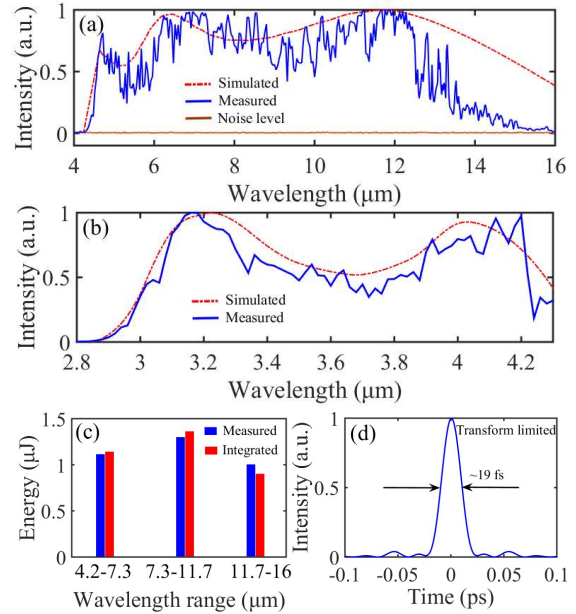 (a)
Intensity (a.u.)
1
0.5
0
Simulated
Measured
Noise level
4 6 8 10 12 14 16
Wavelength (μm)
(b)
Intensity (a.u.)
1
0.5
0
Simulated
Measured
2.8 3 3.2 3.4 3.6 3.8 4 4.2
Wavelength (μm)
(c)
Energy (μJ)
1.5
1
0.5
0
Measured
Integrated
4.2-7.3 7.3-11.7 11.7-16
Wavelength range (μm)
(d)
Intensity (a.u.)
1
0.5
0
Transform limited
~19 fs
-0.1 -0.05 0 0.05 0.1
Time (ps)